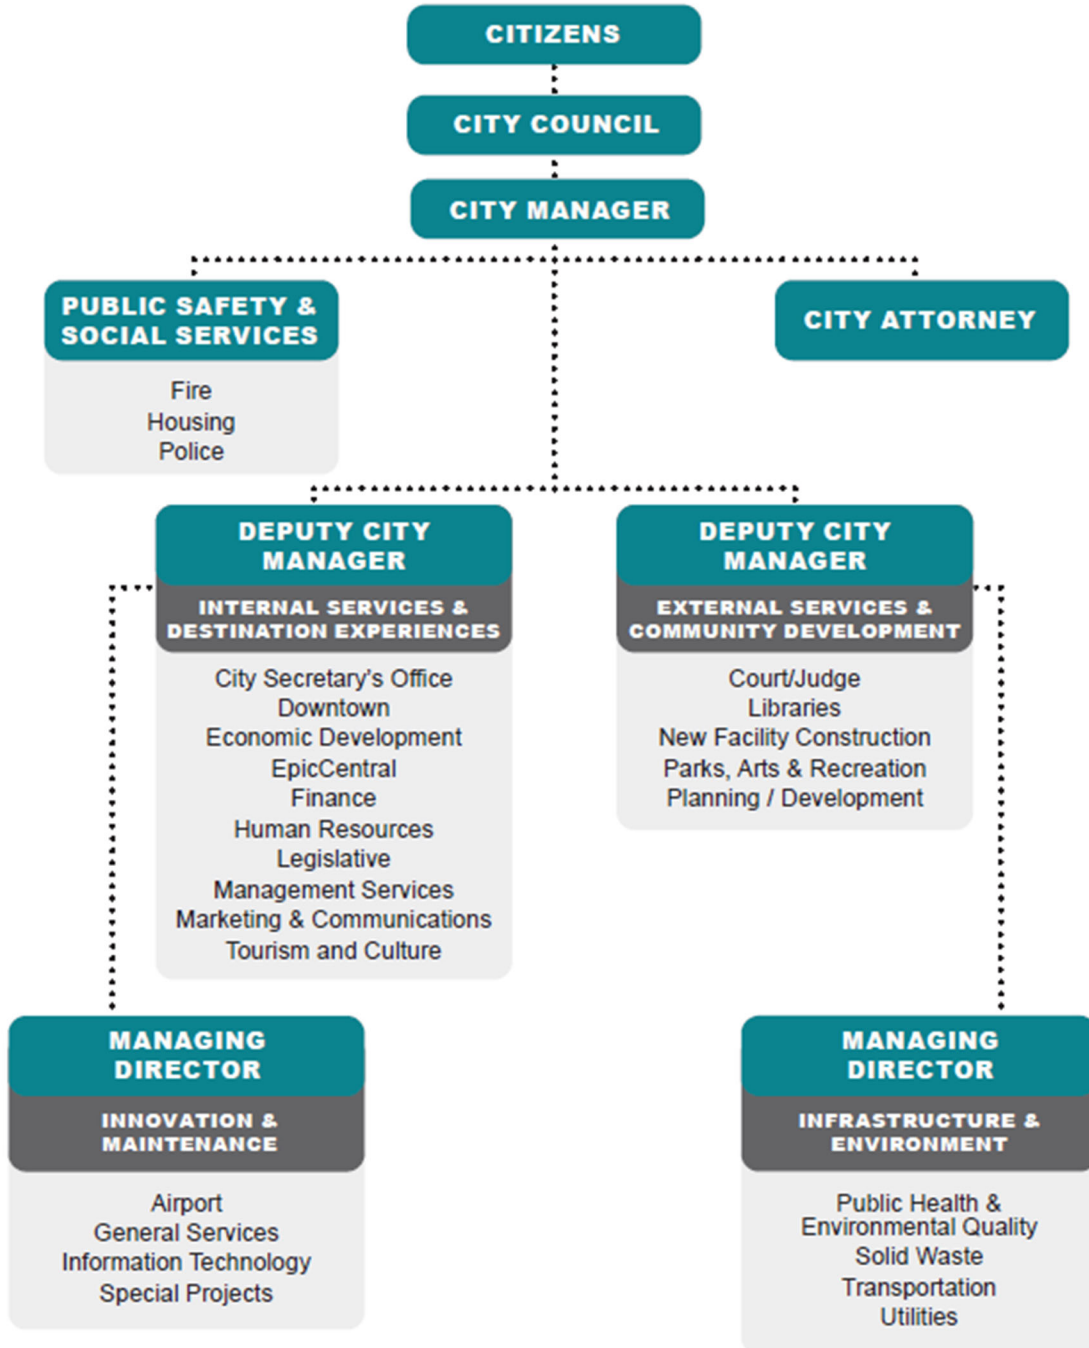 CITIZENS
CITY COUNCIL
CITY MANAGER
PUBLIC SAFETY &
SOCIAL SERVICES
Fire
Housing
Police
CITY ATTORNEY
DEPUTY CITY
MANAGER
INTERNAL SERVICES &
DESTINATION EXPERIENCES
City Secretary's Office
Downtown
Economic Development
EpicCentral
Finance
Human Resources
Legislative
Management Services
Marketing & Communications
Tourism and Culture
DEPUTY CITY
MANAGER
EXTERNAL SERVICES &
COMMUNITY DEVELOPMENT
Court/Judge
Libraries
New Facility Construction
Parks, Arts & Recreation
Planning / Development
MANAGING
DIRECTOR
INNOVATION &
MAINTENANCE
Airport
General Services
Information Technology
Special Projects
MANAGING
DIRECTOR
INFRASTRUCTURE &
ENVIRONMENT
Public Health &
Environmental Quality
Solid Waste
Transportation
Utilities